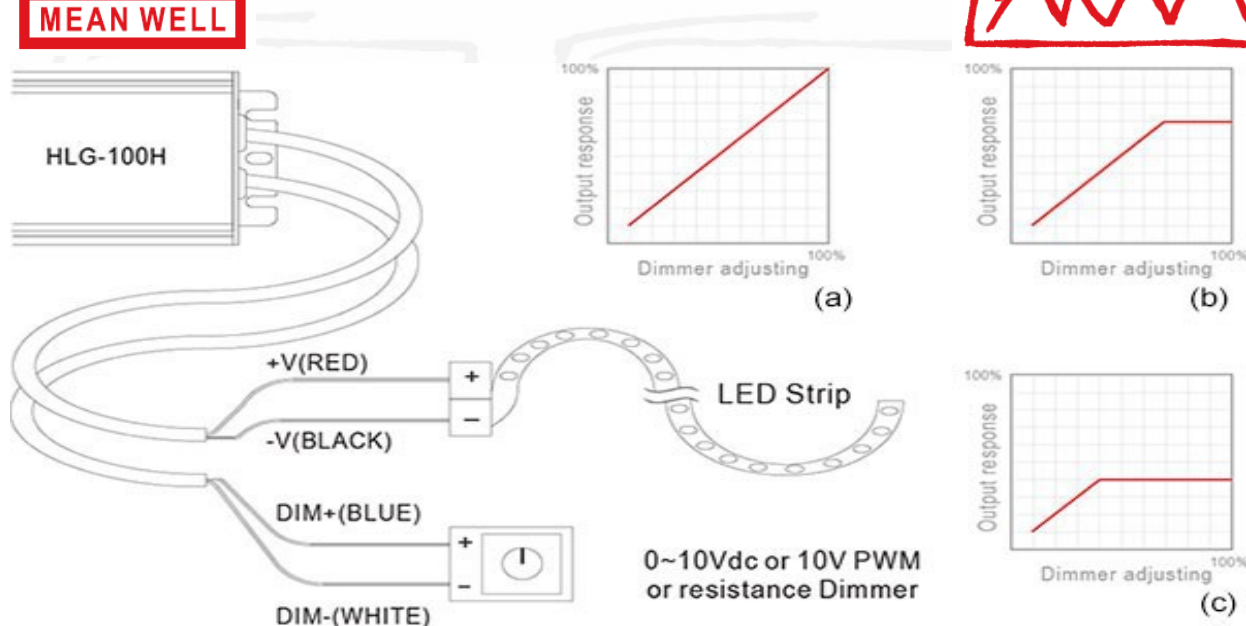 MEAN WELL
HLG-100H
+V(RED)
-V(BLACK)
+
−
LED Strip
DIM+(BLUE)
DIM-(WHITE)
+
−
0~10Vdc or 10V PWM
or resistance Dimmer
100%
Output response
100%
Dimmer adjusting
(a)
100%
Output response
100%
Dimmer adjusting
(b)
100%
Output response
100%
Dimmer adjusting
(c)